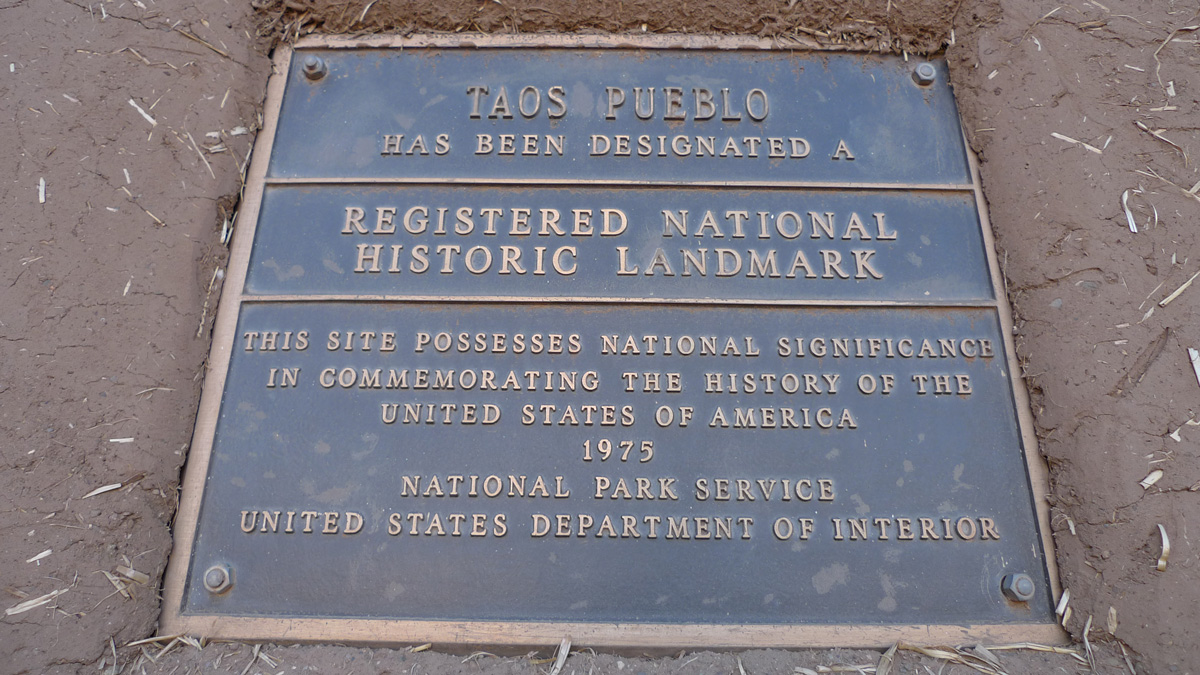 TAOS PUEBLO
HAS BEEN DESIGNATED A
REGISTERED NATIONAL
HISTORIC LANDMARK
THIS SITE POSSESSES NATIONAL SIGNIFICANCE
IN COMMEMORATING THE HISTORY OF THE
UNITED STATES OF AMERICA
1975
NATIONAL PARK SERVICE
UNITED STATES DEPARTMENT OF INTERIOR